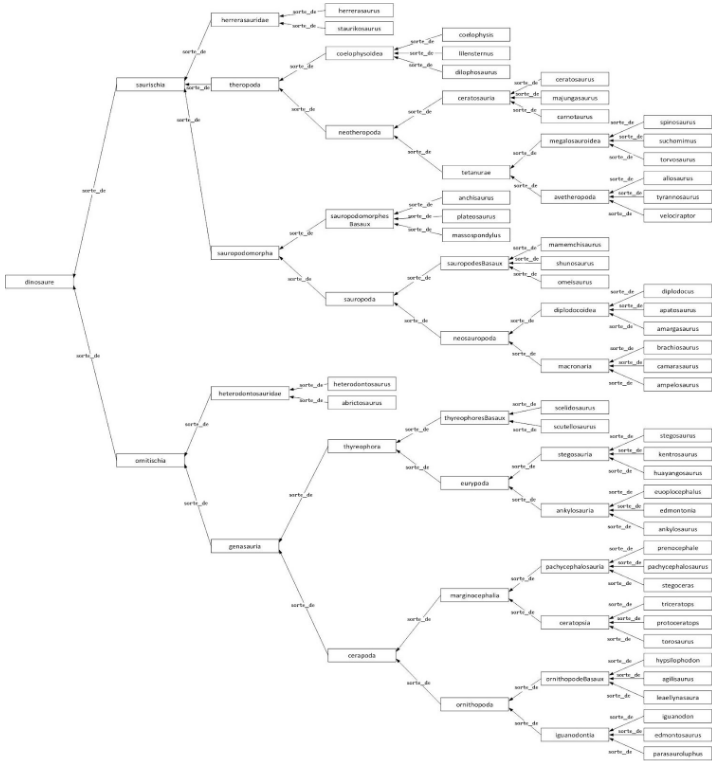 dinosaure
sorte_de
saurischia
sorte_de
herrerasauridae
sorte_de
herrerasaurus
sorte_de
staurikosaurus
sorte_de
theropoda
sorte_de
coelophysoidea
sorte_de
coelophysis
sorte_de
lilensternus
sorte_de
dilophosaurus
sorte_de
neotheropoda
sorte_de
ceratosauria
sorte_de
ceratosaurus
sorte_de
majungasaurus
sorte_de
carnotaurus
sorte_de
tetanurae
sorte_de
megalosauroidea
sorte_de
spinosaurus
sorte_de
suchomimus
sorte_de
torvosaurus
sorte_de
avetheropoda
sorte_de
allosaurus
sorte_de
tyrannosaurus
sorte_de
velociraptor
sorte_de
sauropodomorpha
sorte_de
sauropodomorphes
Basaux
sorte_de
anchisaurus
sorte_de
plateosaurus
sorte_de
massospondylus
sorte_de
sauropoda
sorte_de
sauropodesBasaux
sorte_de
mamemchisaurus
sorte_de
shunosaurus
sorte_de
omeisaurus
sorte_de
neosauropoda
sorte_de
diplodocoidea
sorte_de
diplodocus
sorte_de
apatosaurus
sorte_de
amargasaurus
sorte_de
macronaria
sorte_de
brachiosaurus
sorte_de
camarasaurus
sorte_de
ampelosaurus
sorte_de
ornitischia
sorte_de
heterodontosauridae
sorte_de
heterodontosaurus
sorte_de
abrictosaurus
sorte_de
genasauria
sorte_de
thyreophora
sorte_de
thyreophoresBasaux
sorte_de
scelidosaurus
sorte_de
scutellosaurus
sorte_de
eurypoda
sorte_de
stegosauria
sorte_de
stegosaurus
sorte_de
kentrosaurus
sorte_de
huayangosaurus
sorte_de
ankylosauria
sorte_de
euoplocephalus
sorte_de
edmontonia
sorte_de
ankylosaurus
sorte_de
cerapoda
sorte_de
marginocephalia
sorte_de
pachycephalosauria
sorte_de
prenocephale
sorte_de
pachycephalosaurus
sorte_de
stegoceras
sorte_de
ceratopsia
sorte_de
triceratops
sorte_de
protoceratops
sorte_de
torosaurus
sorte_de
ornithopoda
sorte_de
ornithopodeBasaux
sorte_de
hypsilophodon
sorte_de
agilisaurus
sorte_de
leaellynasaura
sorte_de
iguanodontia
sorte_de
iguanodon
sorte_de
edmontosaurus
sorte_de
parasauroluphus